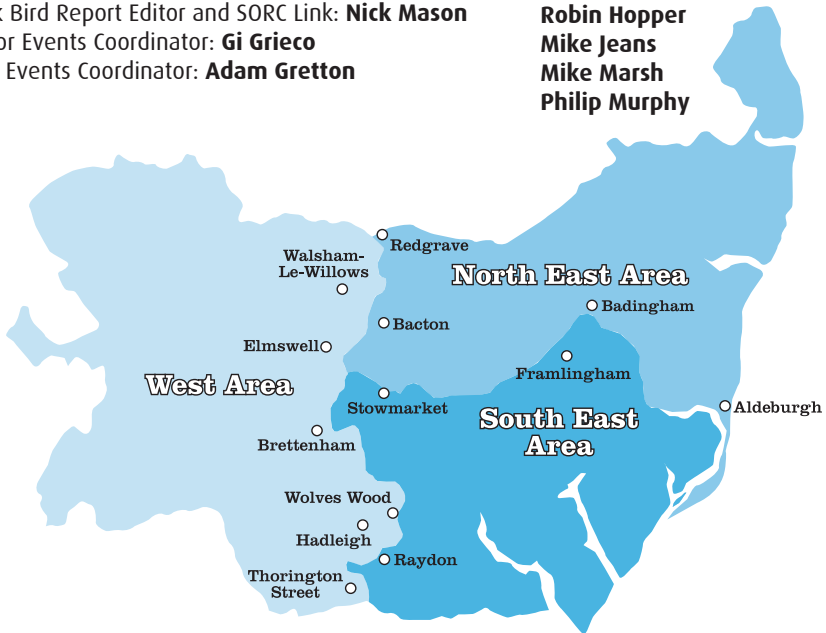 Bird Report Editor and SORC Link: Nick Mason
Events Coordinator: Gi Grieco
Events Coordinator: Adam Gretton
Robin Hopper
Mike Jeans
Mike Marsh
Philip Murphy
Redgrave
Walsham-
Le-Willows
North East Area
Badingham
Bacton
Elmswell
Framlingham
West Area
Stowmarket
Aldeburgh
South East
Area
Brettenham
Wolves Wood
Hadleigh
Raydon
Thorington
Street